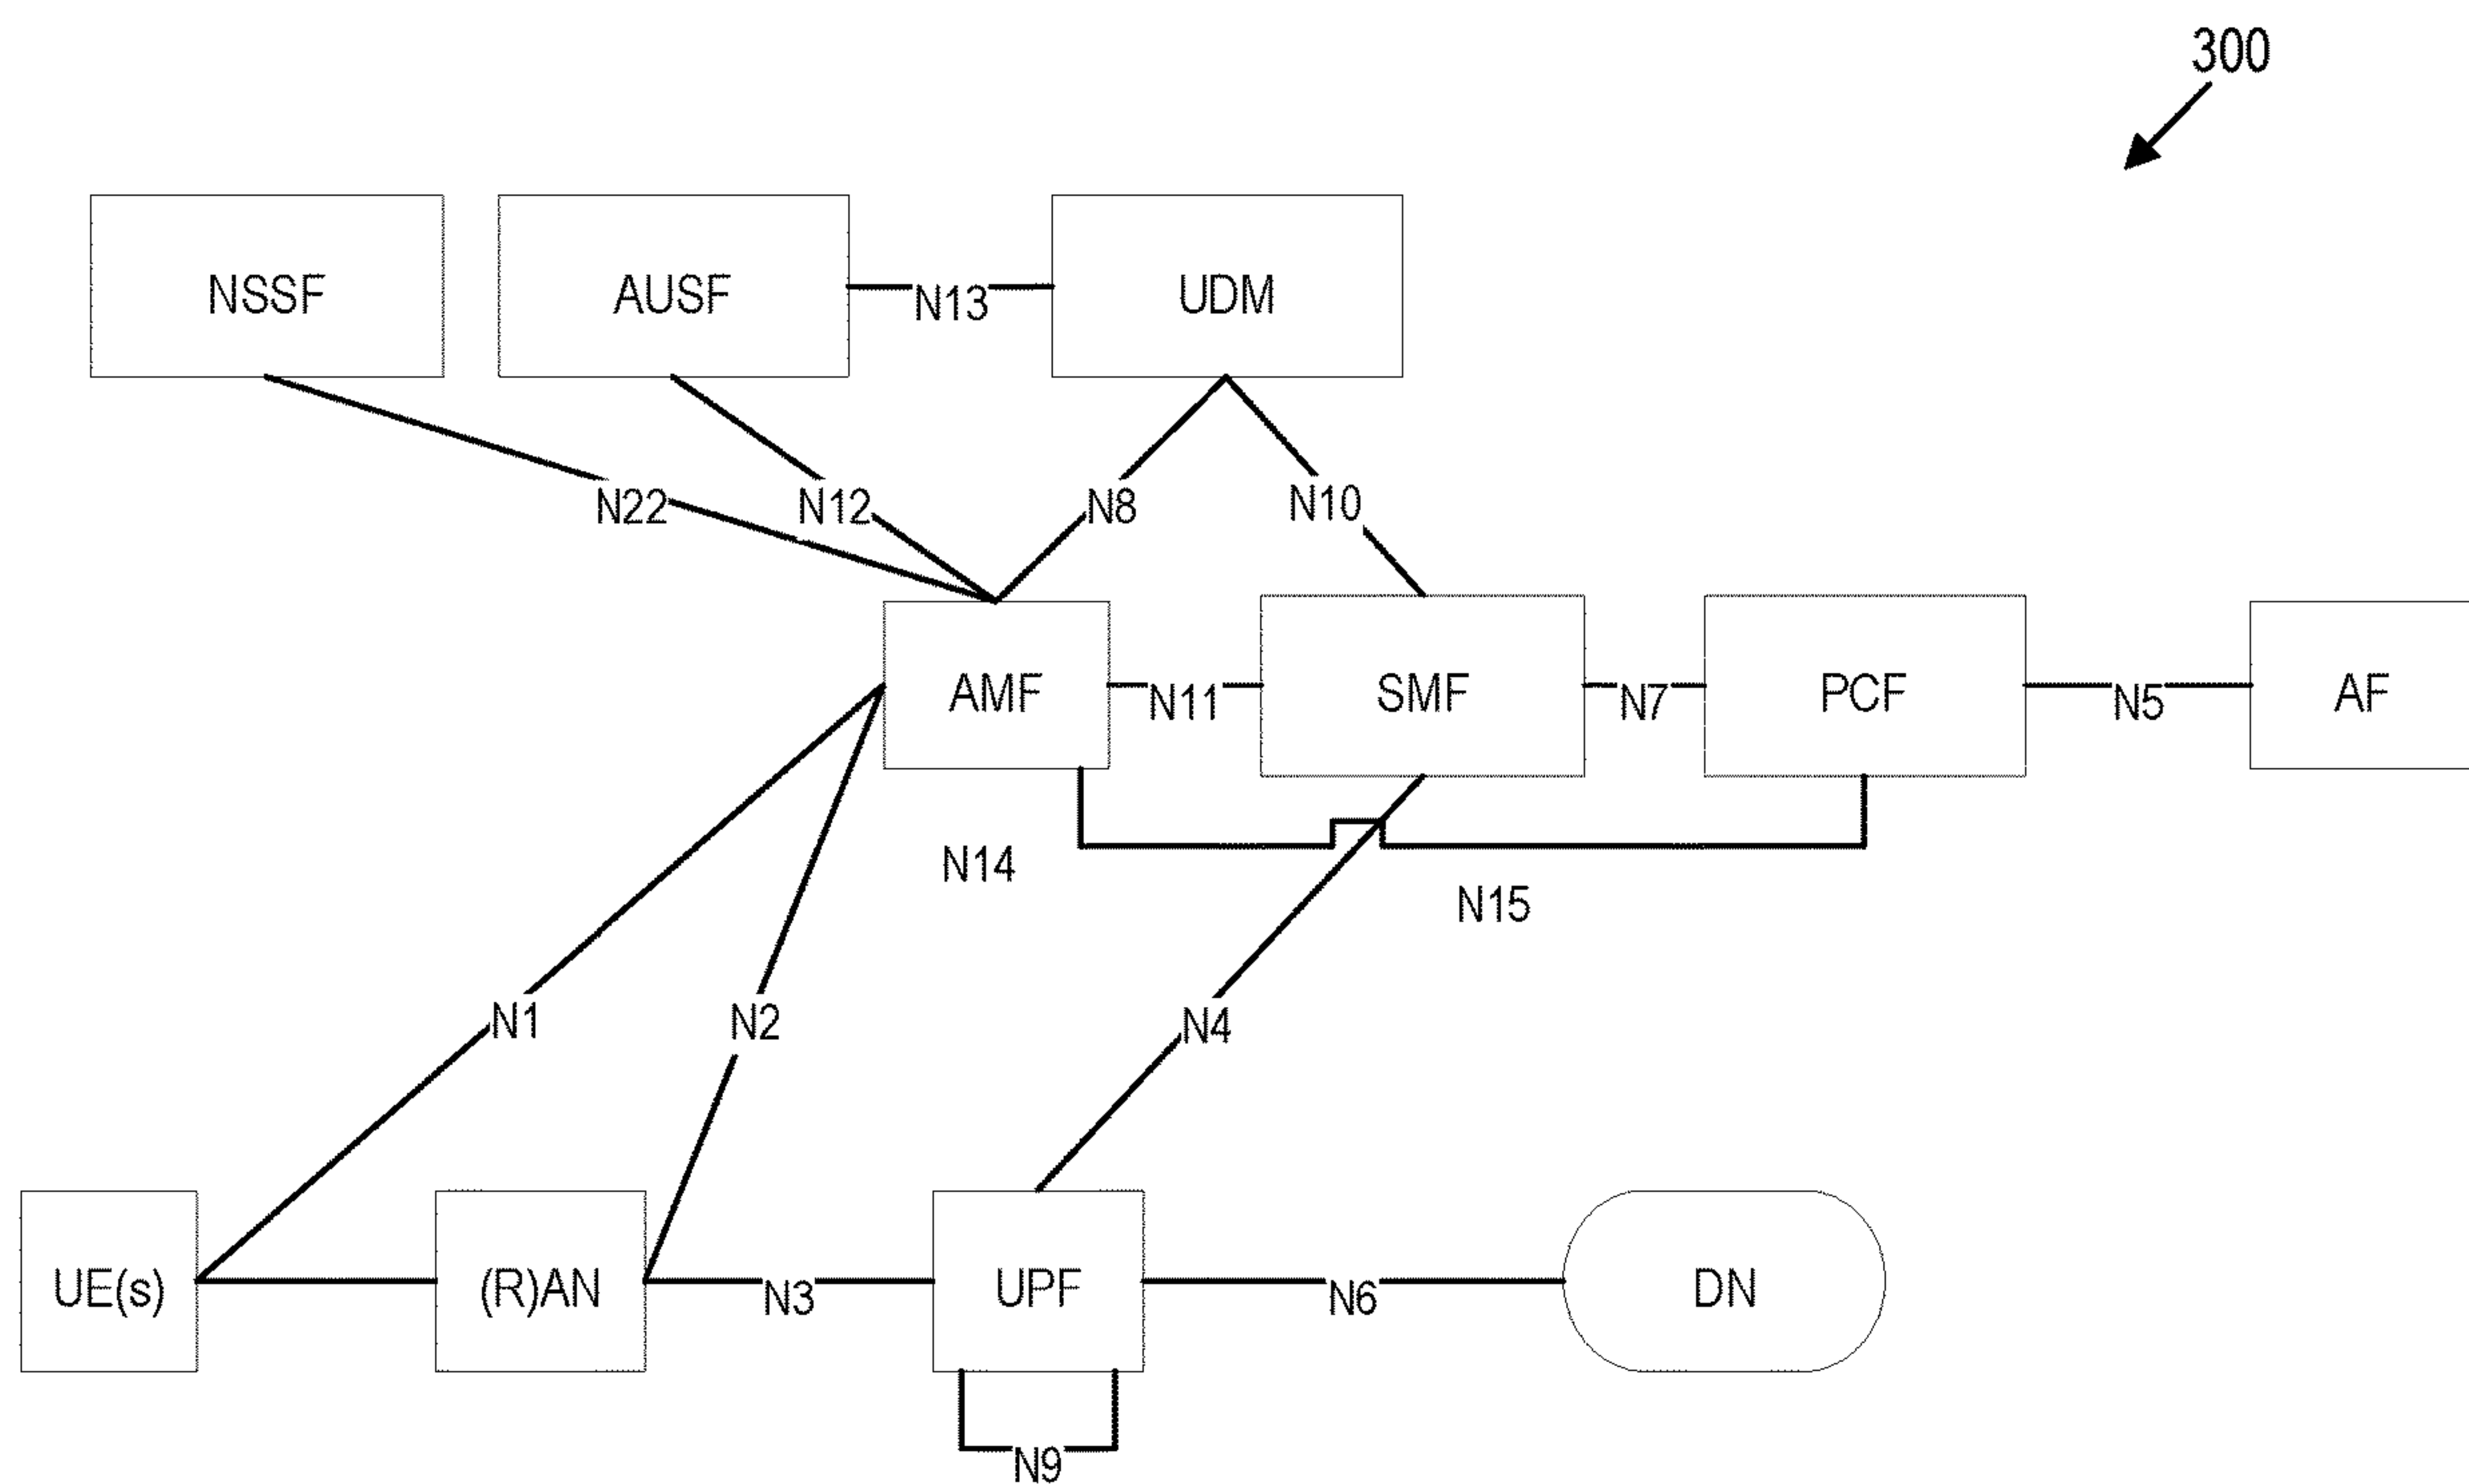 300
NSSF
AUSF
N13
UDM
N22
N12
N8
N10
AMF
N11
SMF
N7
PCF
N5
AF
N14
N15
N1
N2
N4
UE(s)
(R)AN
N3
UPF
N6
DN
N9